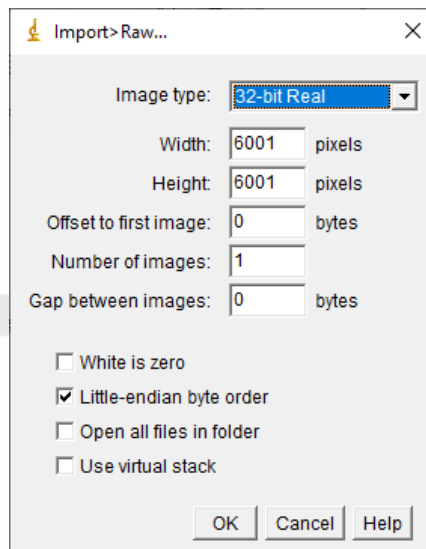 Import>Raw...
Image type: 32-bit Real
Width: 6001 pixels
Height: 6001 pixels
Offset to first image: 0 bytes
Number of images: 1
Gap between images: 0 bytes
White is zero
Little-endian byte order
Open all files in folder
Use virtual stack
OK Cancel Help